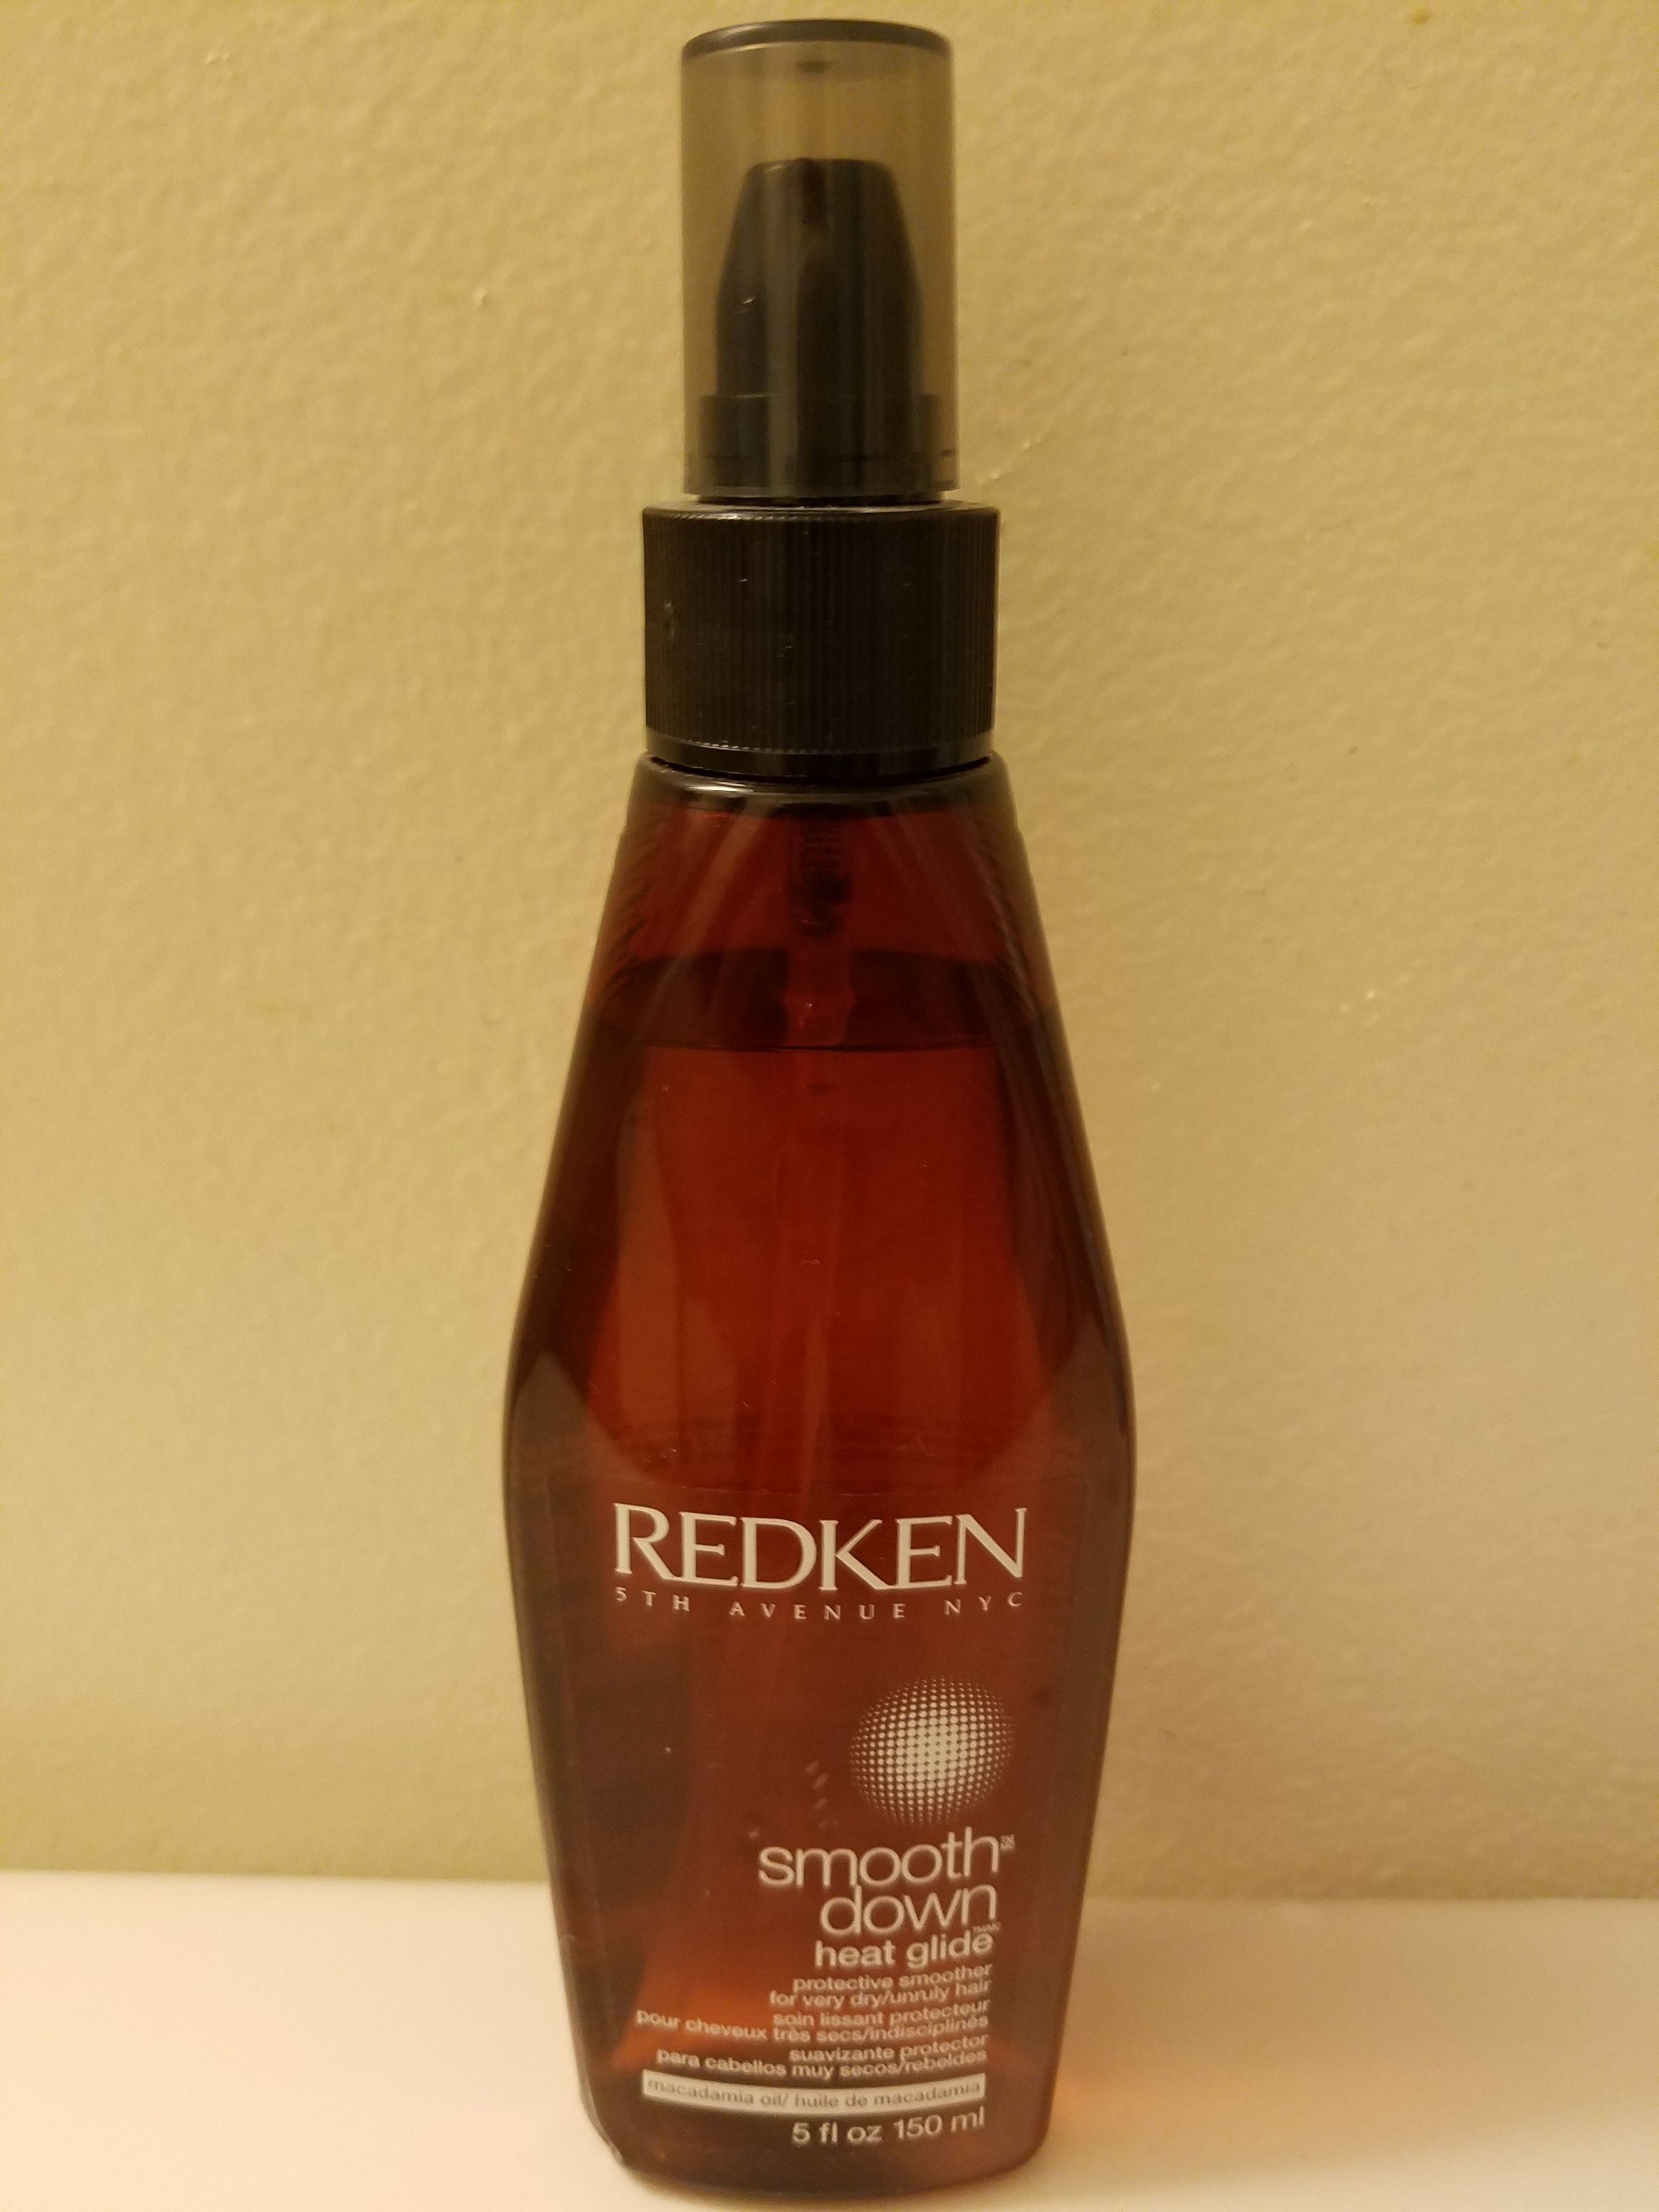 REDKEN
5TH AVENUE NYC
smooth™
down
heat glide
protective smoother
for very dry/unruly hair
soin lissant protecteur
pour cheveux très secs/indisciplinés
suavizante protector
para cabellos muy secos/rebeldes
macadamia oil/ huile de macadamia
5 fl oz 150 ml